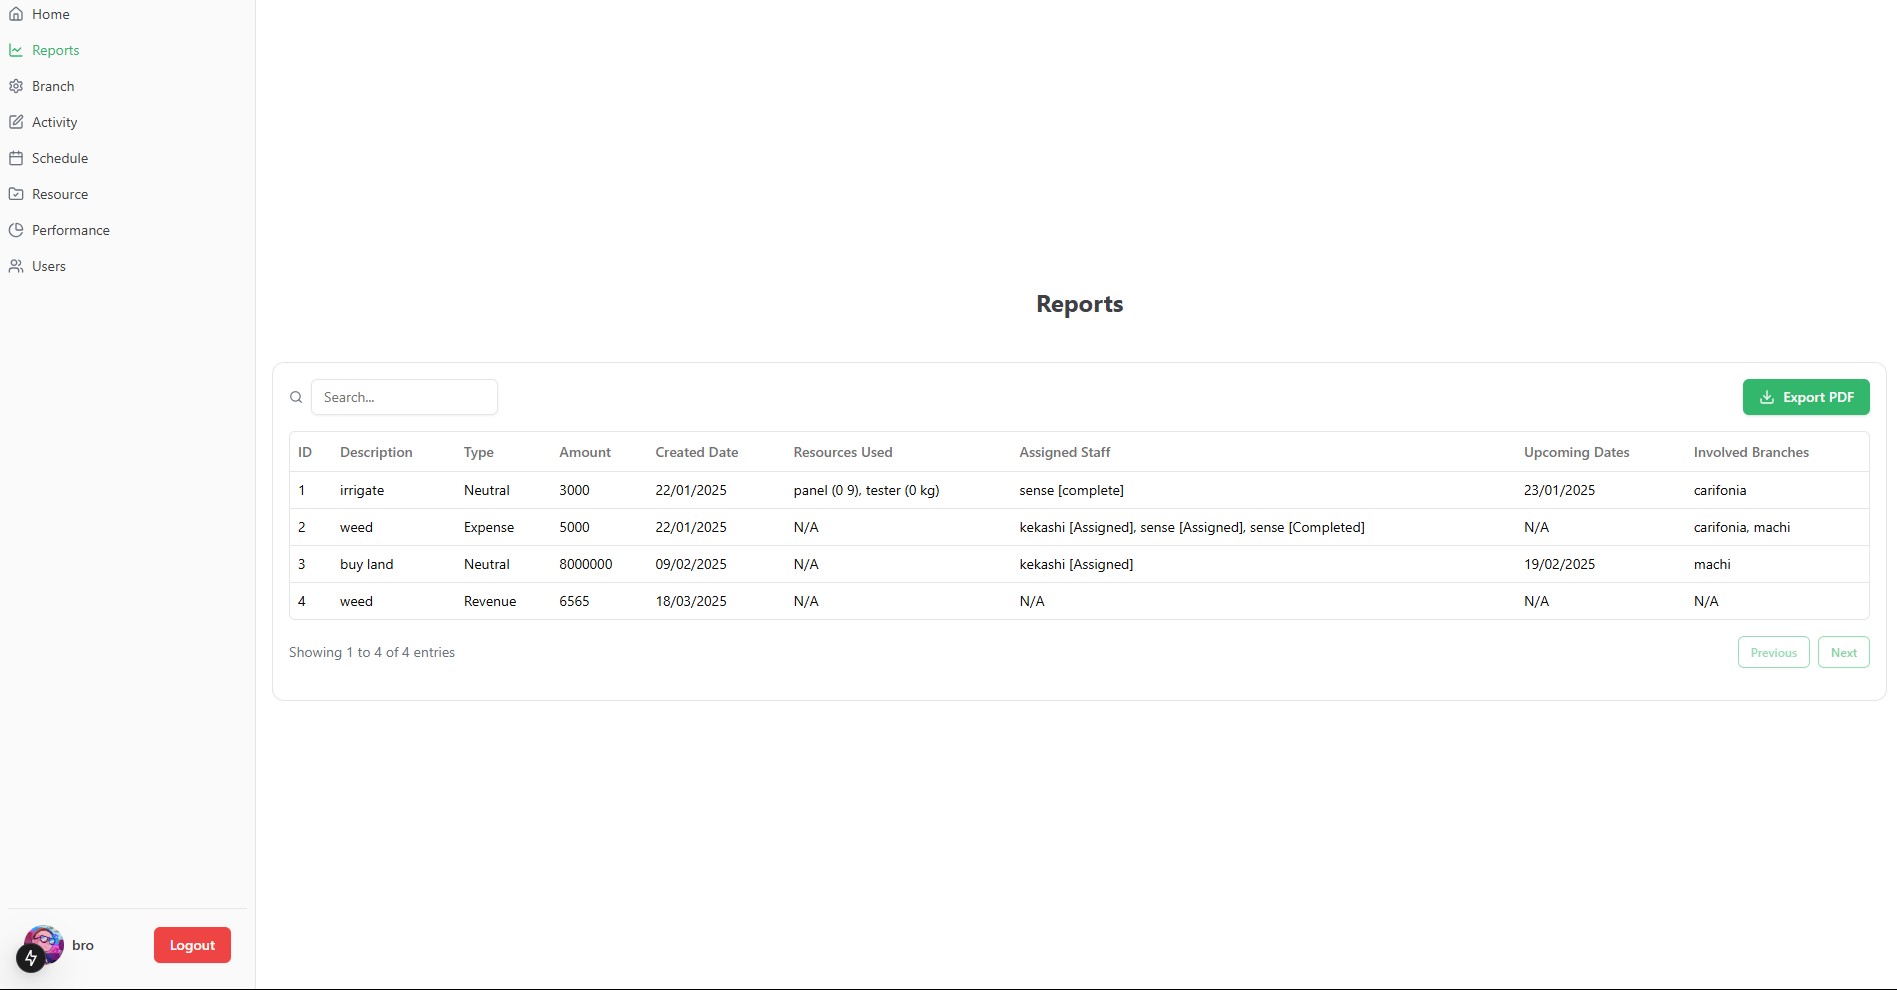 Home
Reports
Branch
Activity
Schedule
Resource
Performance
Users
bro
Logout
Reports
Search...
Export PDF
ID Description Type Amount Created Date Resources Used Assigned Staff Upcoming Dates Involved Branches
1 irrigate Neutral 3000 22/01/2025 panel (0 9), tester (0 kg) sense [complete] 23/01/2025 carifonia
2 weed Expense 5000 22/01/2025 N/A kekashi [Assigned], sense [Assigned], sense [Completed] N/A carifonia, machi
3 buy land Neutral 8000000 09/02/2025 N/A kekashi [Assigned] 19/02/2025 machi
4 weed Revenue 6565 18/03/2025 N/A N/A N/A N/A
Showing 1 to 4 of 4 entries
Previous Next